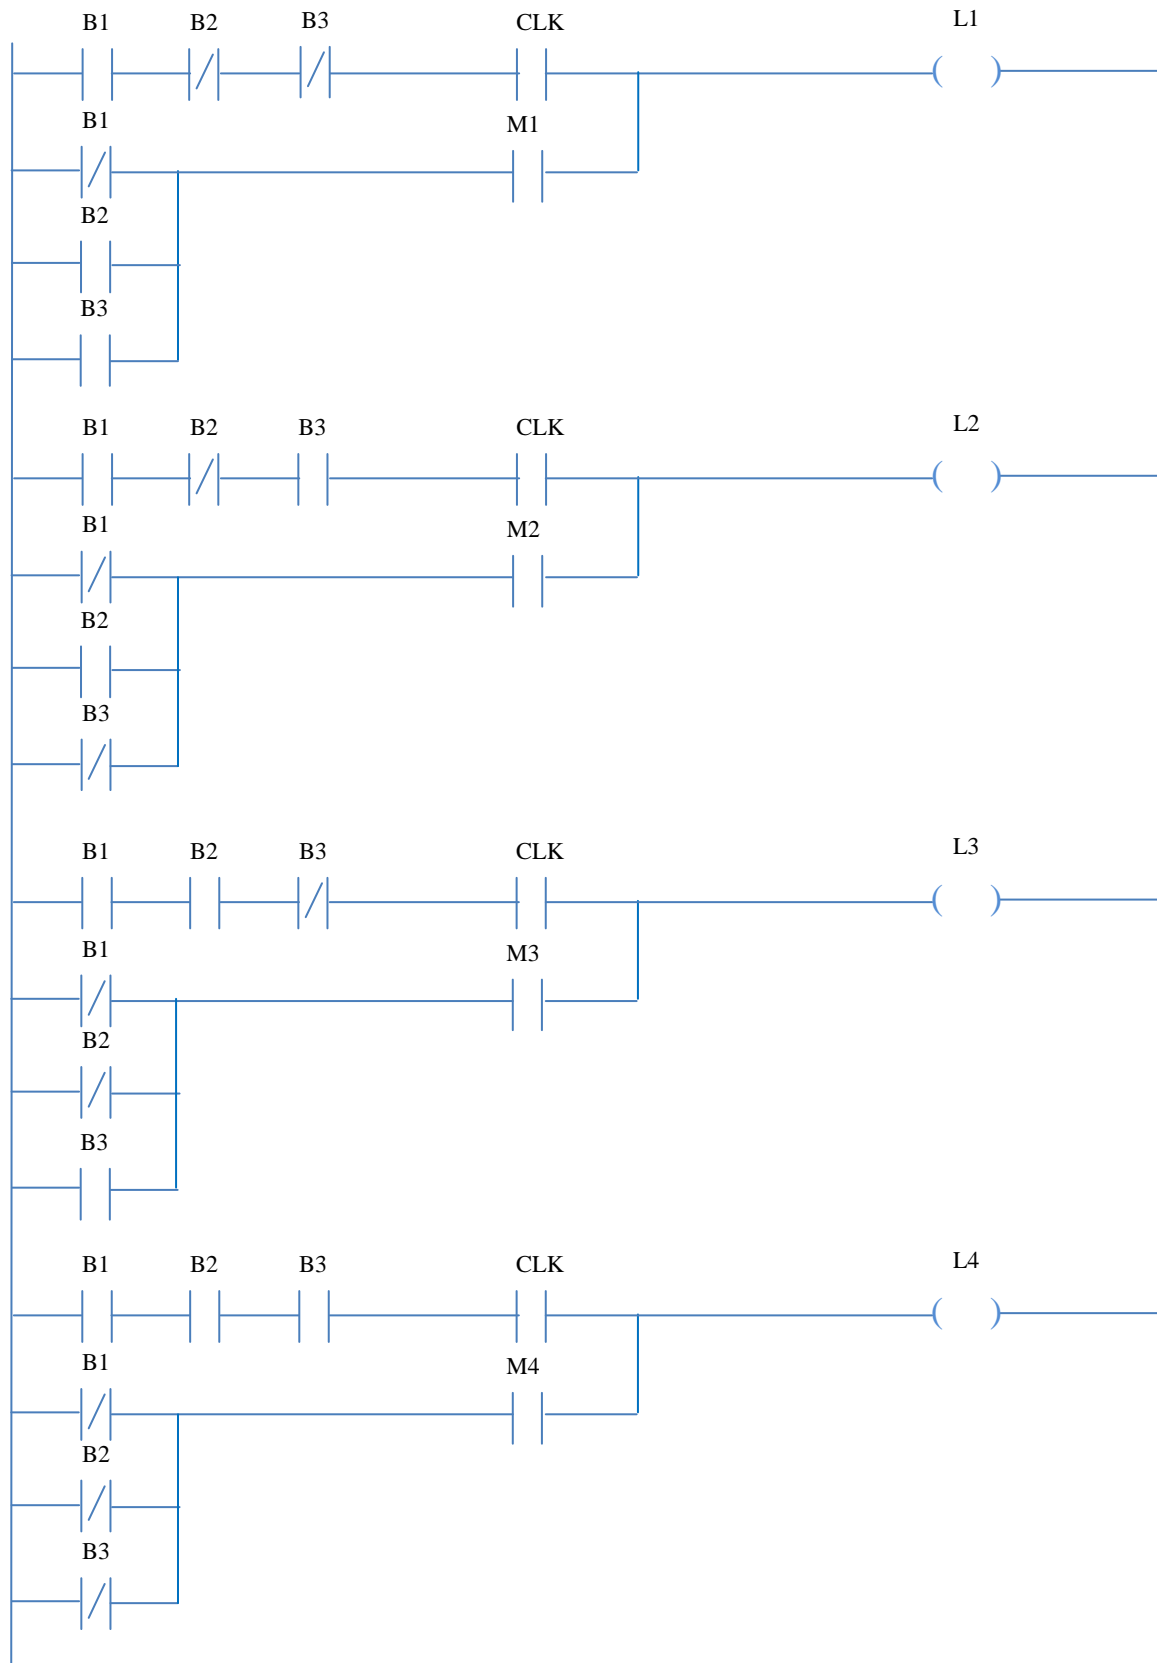 B1 B2 B3 CLK L1
B1 M1
B2
B3
B1 B2 B3 CLK L2
B1 M2
B2
B3
B1 B2 B3 CLK L3
B1 M3
B2
B3
B1 B2 B3 CLK L4
B1 M4
B2
B3